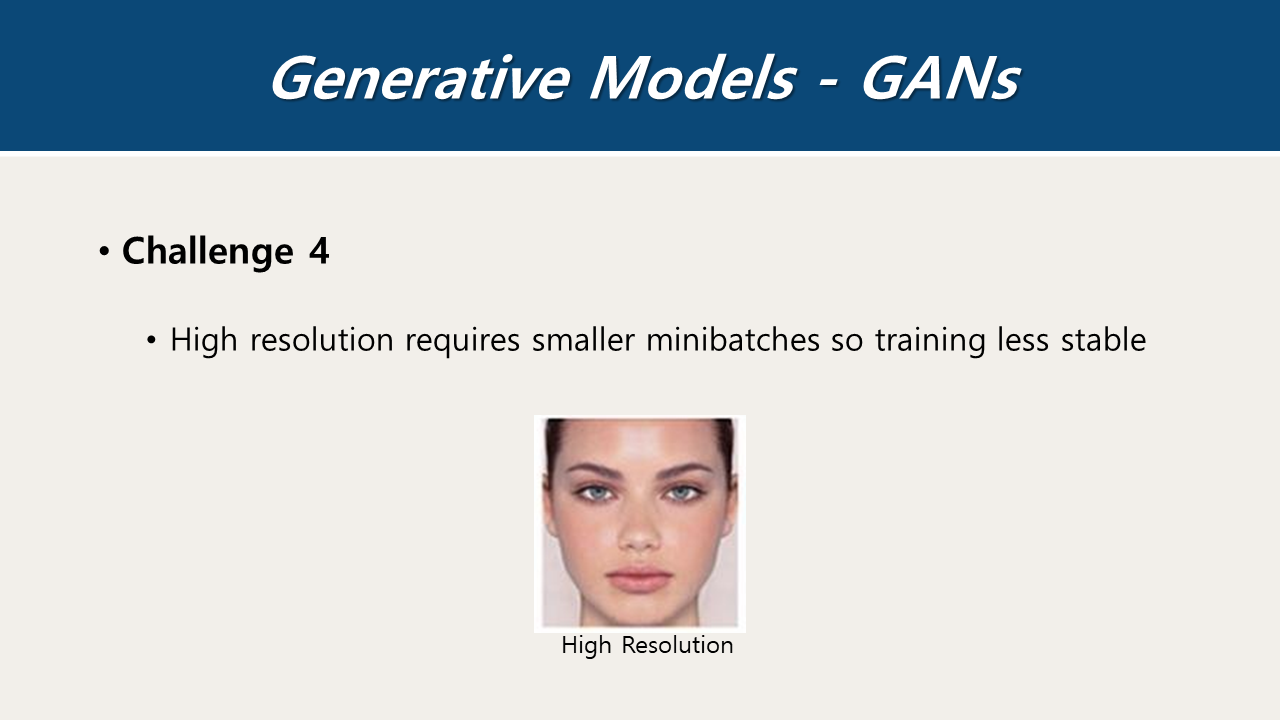 Generative Models - GANs
• Challenge 4
• High resolution requires smaller minibatches so training less stable
High Resolution